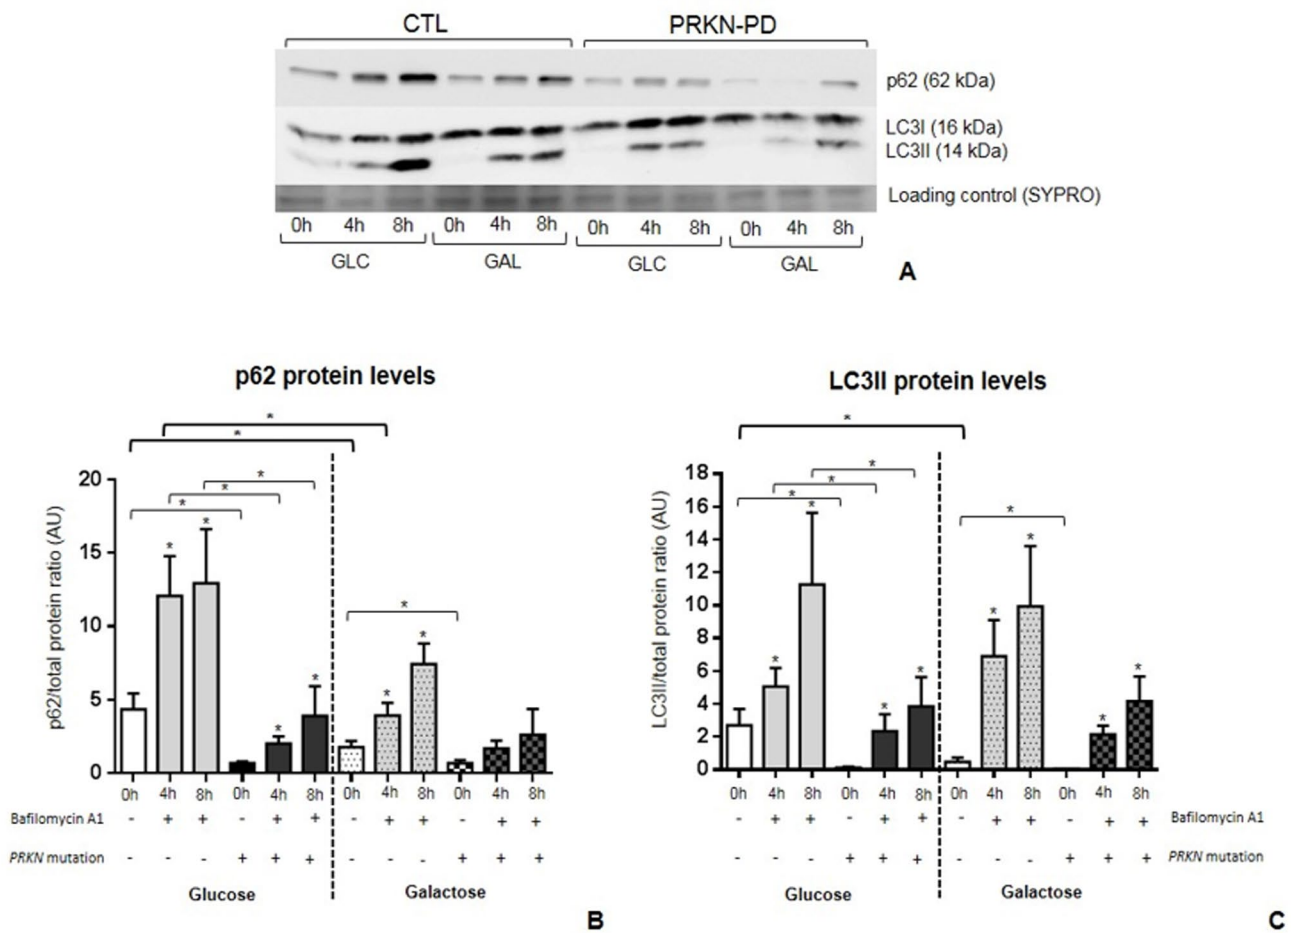 CTL PRKN-PD
p62 (62 kDa)
LC3I (16 kDa)
LC3II (14 kDa)
Loading control (SYPRO)
0h 4h 8h 0h 4h 8h 0h 4h 8h 0h 4h 8h
GLC GAL GLC GAL
A
p62 protein levels
* *
* * *
* *
*
* *
* *
p62/total protein ratio (AU)
20
15
10
5
0
0h 4h 8h 0h 4h 8h 0h 4h 8h 0h 4h 8h
Bafilomycin A1 - + + - + + - + + - + +
PRKN mutation - - - + + + - - - + + +
Glucose Galactose
B
LC3II protein levels
*
* * *
*
*
* *
* * * * * *
LC3II/total protein ratio (AU)
18
16
14
12
10
8
6
4
2
0
0h 4h 8h 0h 4h 8h 0h 4h 8h 0h 4h 8h
- + + - + + - + + - + + Bafilomycin A1
- - - + + + - - - + + + PRKN mutation
Glucose Galactose
C